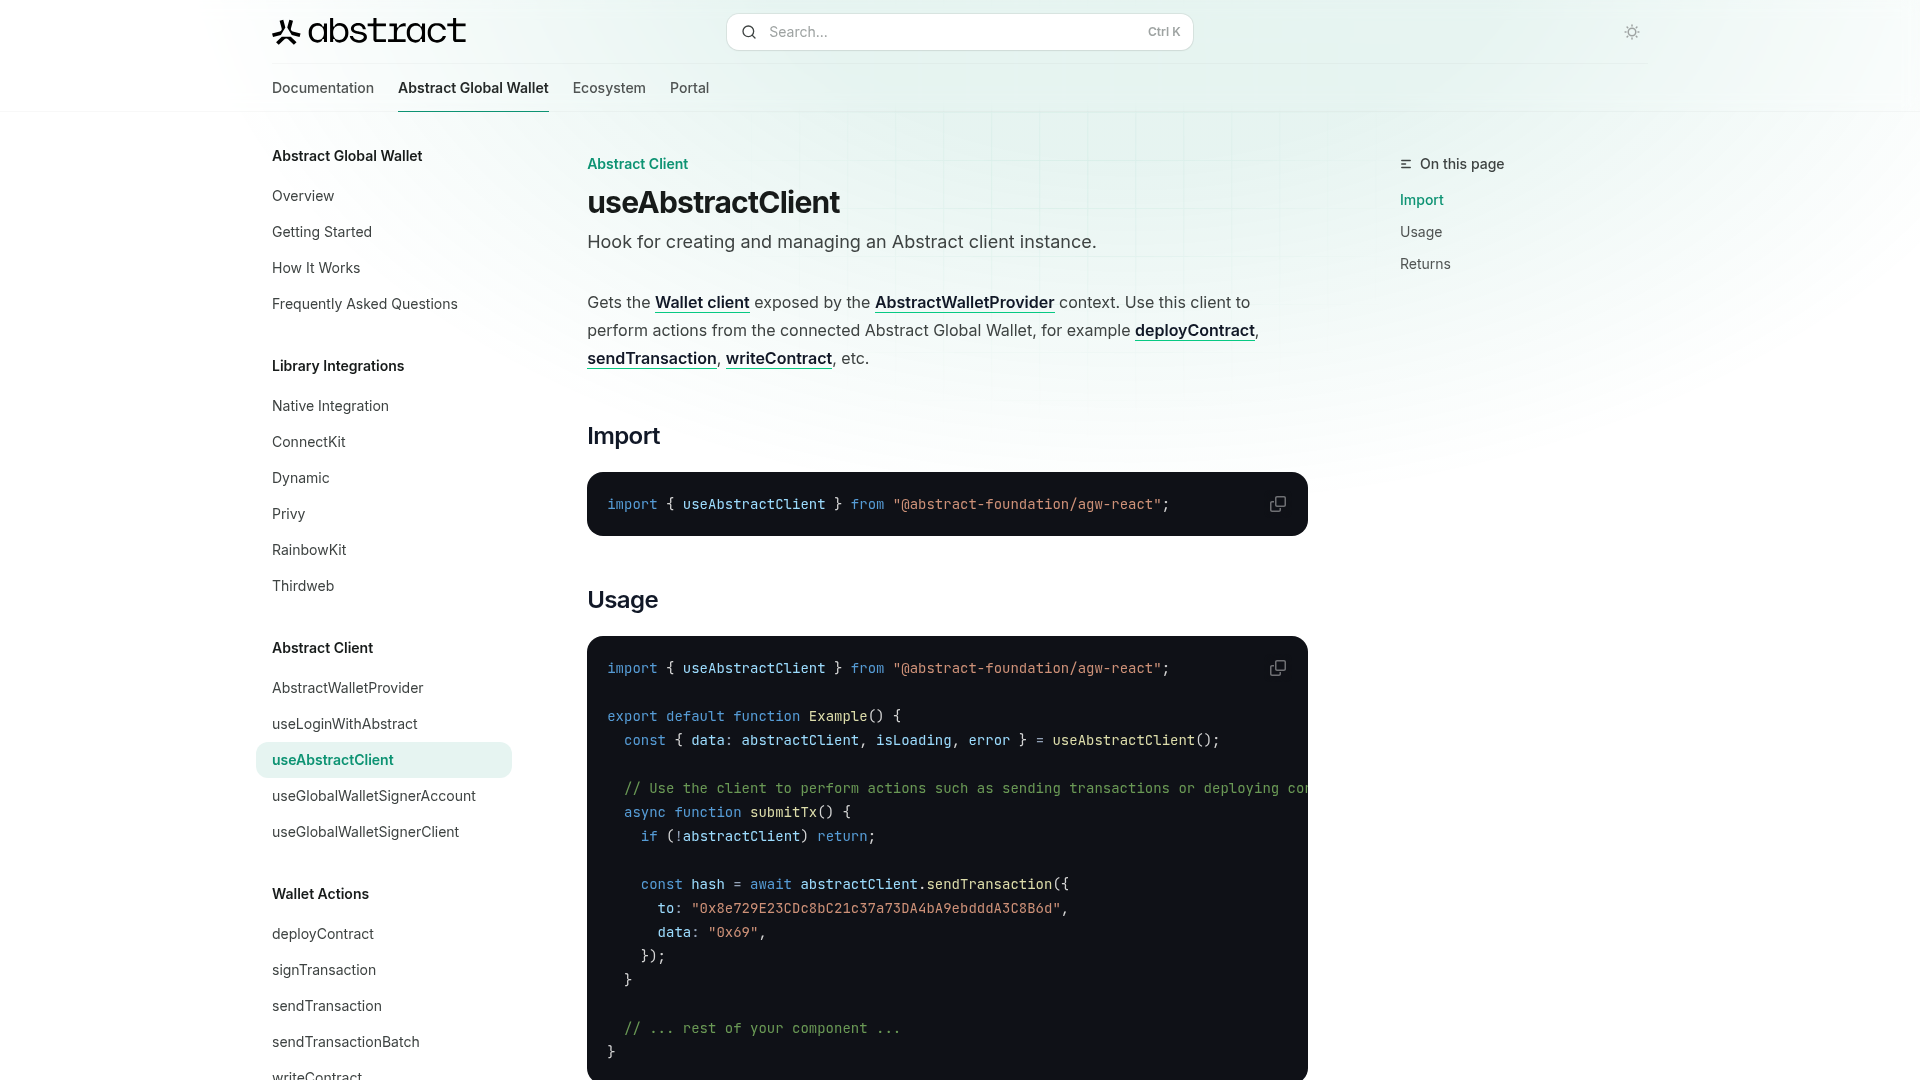 abstract
Search...
Ctrl K
Documentation
Abstract Global Wallet
Ecosystem
Portal
Abstract Global Wallet
Overview
Getting Started
How It Works
Frequently Asked Questions
Library Integrations
Native Integration
ConnectKit
Dynamic
Privy
RainbowKit
Thirdweb
Abstract Client
AbstractWalletProvider
useLoginWithAbstract
useAbstractClient
useGlobalWalletSignerAccount
useGlobalWalletSignerClient
Wallet Actions
deployContract
signTransaction
sendTransaction
sendTransactionBatch
writeContract
Abstract Client
useAbstractClient
Hook for creating and managing an Abstract client instance.
Gets the Wallet client exposed by the AbstractWalletProvider context. Use this client to
perform actions from the connected Abstract Global Wallet, for example deployContract,
sendTransaction, writeContract, etc.
Import
import { useAbstractClient } from "@abstract-foundation/agw-react";
Usage
import { useAbstractClient } from "@abstract-foundation/agw-react";
export default function Example() {
const { data: abstractClient, isLoading, error } = useAbstractClient();
// Use the client to perform actions such as sending transactions or deploying con
async function submitTx() {
if (!abstractClient) return;
const hash = await abstractClient.sendTransaction({
to: "0x8e729E23CDc8bC21c37a73DA4bA9ebdddA3C8B6d",
data: "0x69",
});
}
// ... rest of your component ...
}
On this page
Import
Usage
Returns